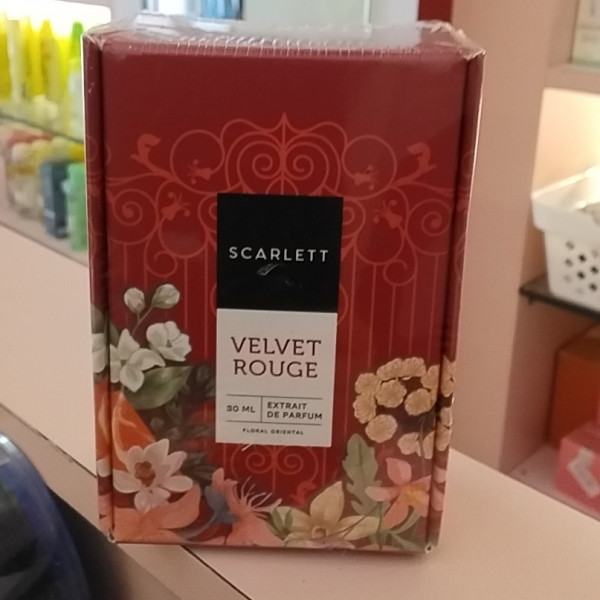 SCARLETT
VELVET
ROUGE
30 ML
EXTRAIT
DE PARFUM
FLORAL ORIENTAL